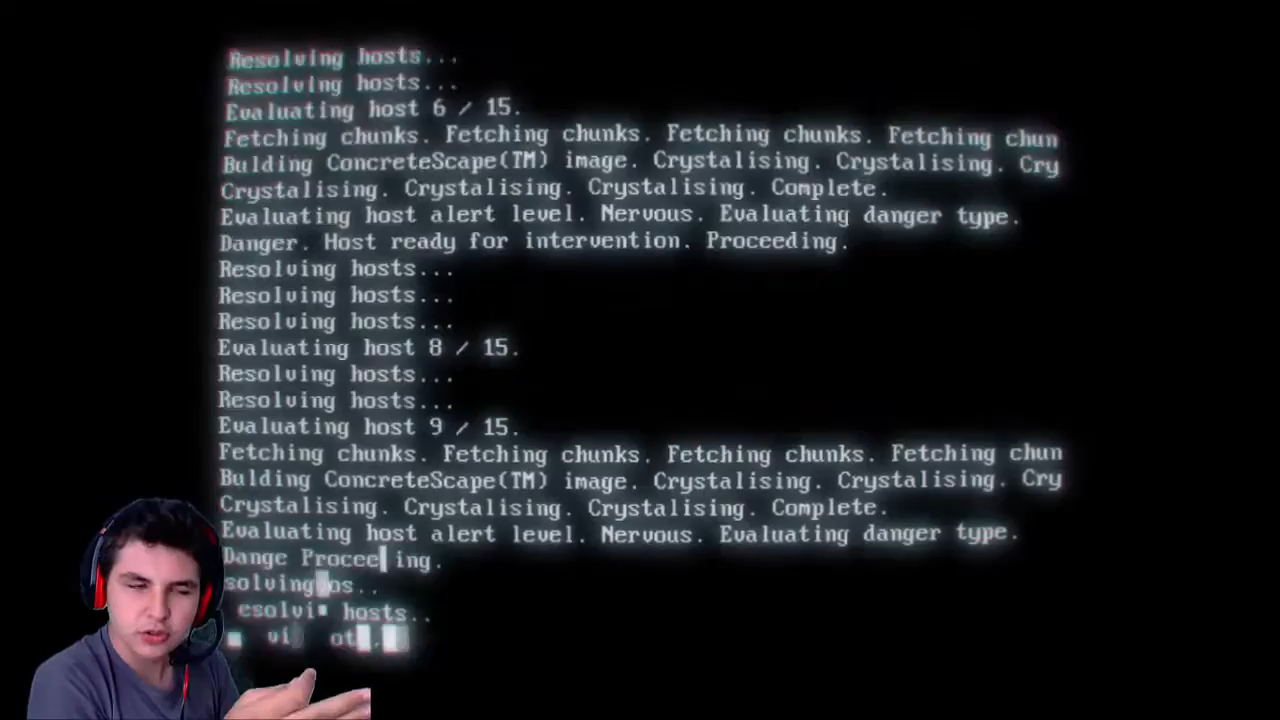 Resolving hosts...
Resolving hosts...
Evaluating host 6 / 15.
Fetching chunks. Fetching chunks. Fetching chunks. Fetching chun
Bulding ConcreteScape(TM) image. Crystalising. Crystalising. Cry
Crystalising. Crystalising. Crystalising. Complete.
Evaluating host alert level. Nervous. Evaluating danger type.
Danger. Host ready for intervention. Proceeding.
Resolving hosts...
Resolving hosts...
Resolving hosts...
Evaluating host 8 / 15.
Resolving hosts...
Resolving hosts...
Evaluating host 9 / 15.
Fetching chunks. Fetching chunks. Fetching chunks. Fetching chun
Bulding ConcreteScape(TM) image. Crystalising. Crystalising. Cry
Crystalising. Crystalising. Crystalising. Complete.
Evaluating host alert level. Nervous. Evaluating danger type.
Dange Procee ing.
solving os..
esolvi hosts..